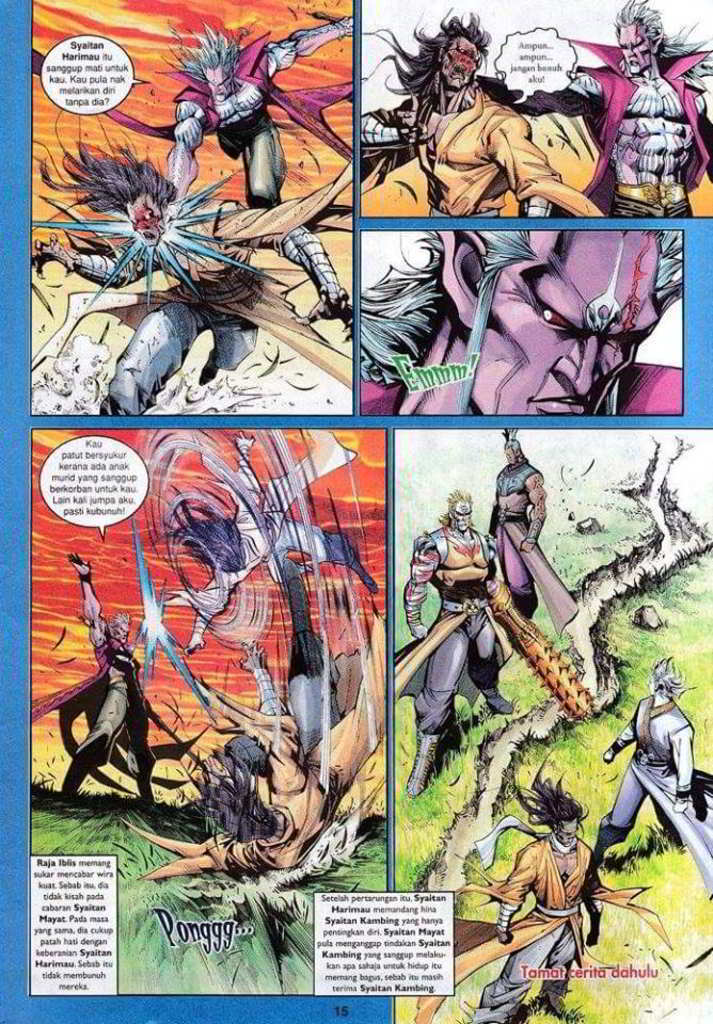 Syaitan
Harimau itu
sanggup mati untuk
kau. Kau pula nak
melarikan diri
tanpa dia?
Ampun...
ampun...
jangan bunuh
aku!
Emmm!
Kau
patut bersyukur
kerana ada anak
murid yang sanggup
berkorban untuk kau.
Lain kali jumpa aku,
pasti kubunuh!
Raja Iblis memang
sukar mencabar wira
kuat. Sebab itu, dia
tidak kisah pada
cabaran Syaitan
Mayat. Pada masa
yang sama, dia cukup
patah hati dengan
keberanian Syaitan
Harimau. Sebab itu
tidak membunuh
mereka.
Ponggg...
Setelah pertarungan itu, Syaitan
Harimau memandang hina
Syaitan Kambing yang hanya
pentingkan diri. Syaitan Mayat
pula menganggap tindakan Syaitan
Kambing yang sanggup melaku-
kan apa sahaja untuk hidup itu
memang bagus, sebab itu masih
terima Syaitan Kambing.
Tamat cerita dahulu
15